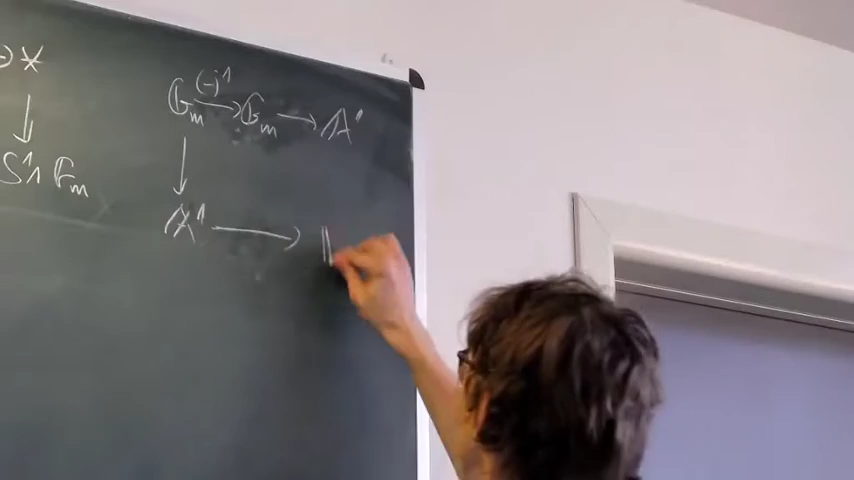 → *
𝔾ₘ (-)¹→ 𝔾ₘ → 𝔸¹
↓ ↓
S¹∧𝔾ₘ
𝔸¹ →